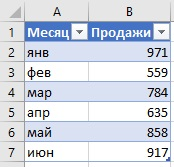 A B
1 Месяц Продажи
2 янв 971
3 фев 559
4 мар 784
5 апр 635
6 май 858
7 июн 917